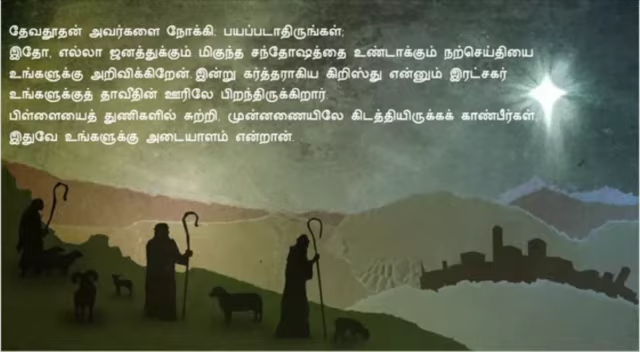 தேவதூதன் அவர்களை நோக்கி. பயப்படாதிருங்கள்;
இதோ, எல்லா ஜனத்துக்கும் மிகுந்த சந்தோஷத்தை உண்டாக்கும் நற்செய்தியை
உங்களுக்கு அறிவிக்கிறேன்.இன்று கர்த்தராகிய கிறிஸ்து என்னும் இரட்சகர்
உங்களுக்குத் தாவீதின் ஊரிலே பிறந்திருக்கிறார்.
பிள்ளையைத் துணிகளில் சுற்றி, முன்னணையிலே கிடத்தியிருக்கக் காண்பீர்கள்,
இதுவே உங்களுக்கு அடையாளம் என்றான்.